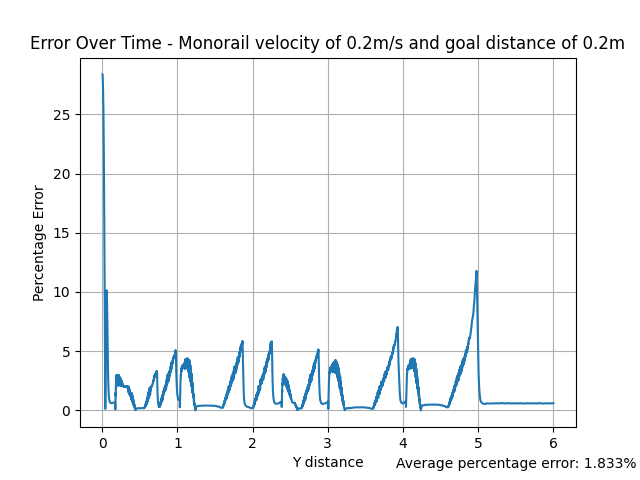 Error Over Time - Monorail velocity of 0.2m/s and goal distance of 0.2m
Percentage Error
25
20
15
10
5
0
0 1 2 3 4 5 6
Y distance
Average percentage error: 1.833%